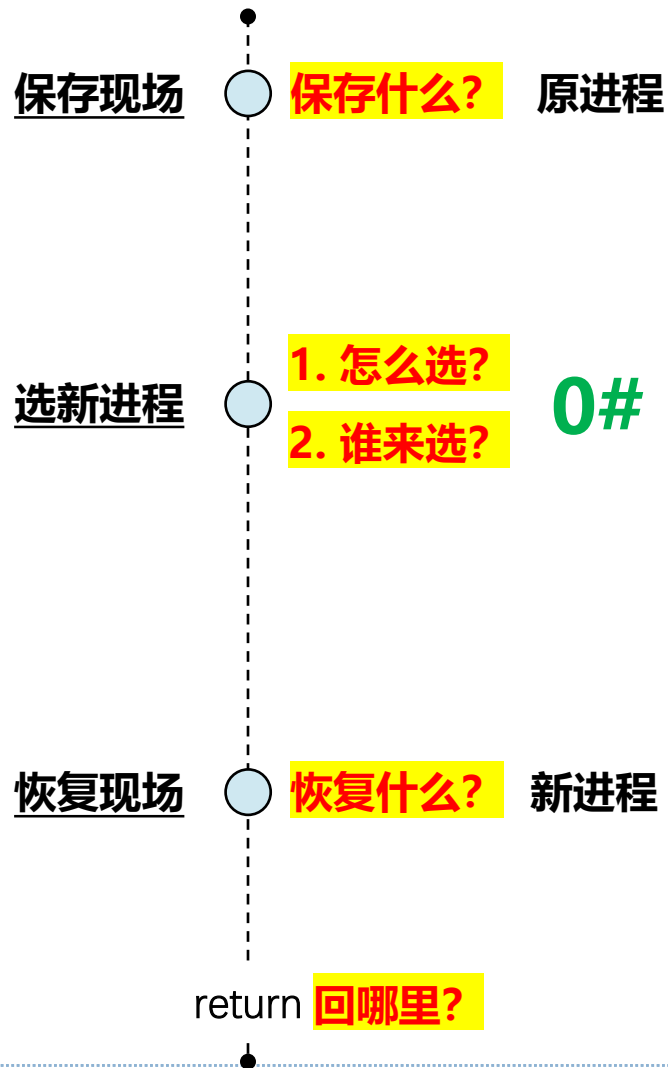 保存现场 保存什么? 原进程
1. 怎么选?
选新进程 0#
2. 谁来选?
恢复现场 恢复什么? 新进程
return 回哪里?